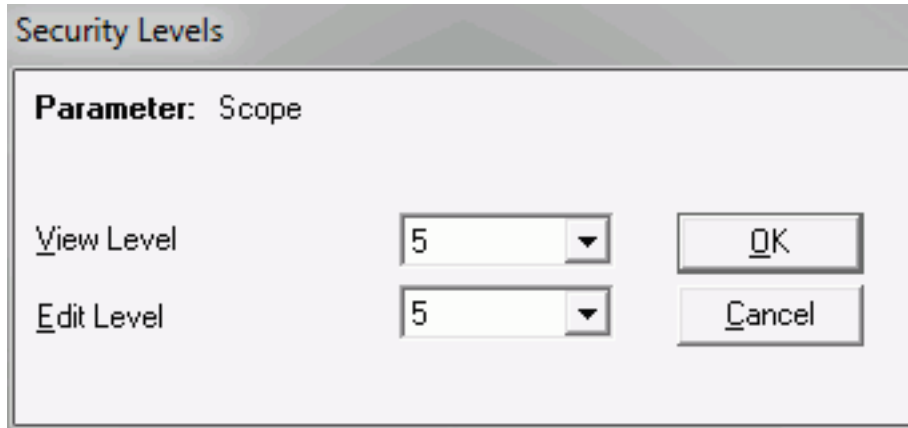 Security Levels
Parameter: Scope
View Level 5 OK
Edit Level 5 Cancel